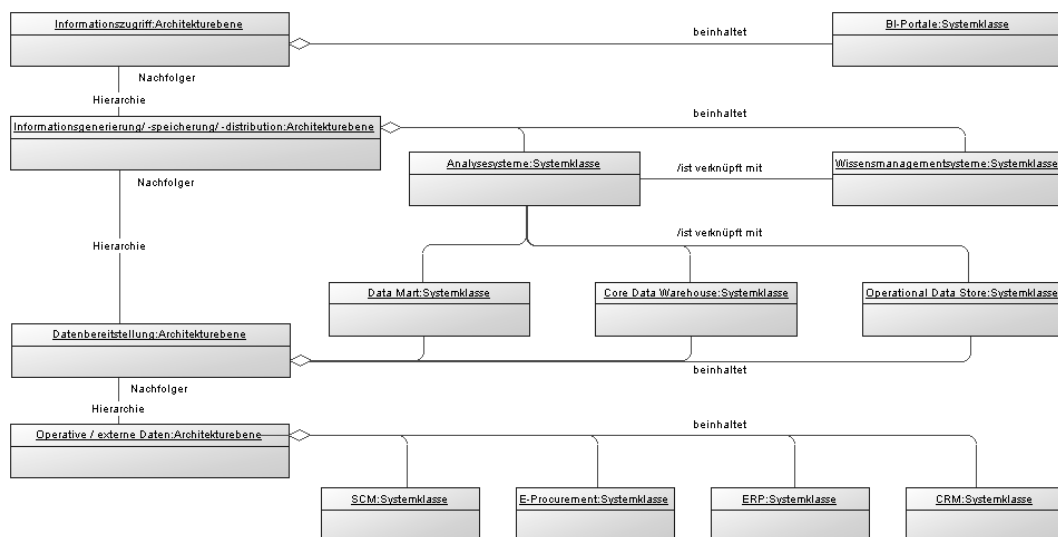 Informationszugriff:Architekturebene
BI-Portale:Systemklasse
beinhaltet
Nachfolger
Hierarchie
Informationsgenerierung/ -speicherung/ -distribution:Architekturebene
beinhaltet
Analysesysteme:Systemklasse
Wissensmanagementsysteme:Systemklasse
/ist verknüpft mit
Nachfolger
/ist verknüpft mit
Hierarchie
Data Mart:Systemklasse
Core Data Warehouse:Systemklasse
Operational Data Store:Systemklasse
Datenbereitstellung:Architekturebene
beinhaltet
Nachfolger
Hierarchie
Operative / externe Daten:Architekturebene
beinhaltet
SCM:Systemklasse
E-Procurement:Systemklasse
ERP:Systemklasse
CRM:Systemklasse